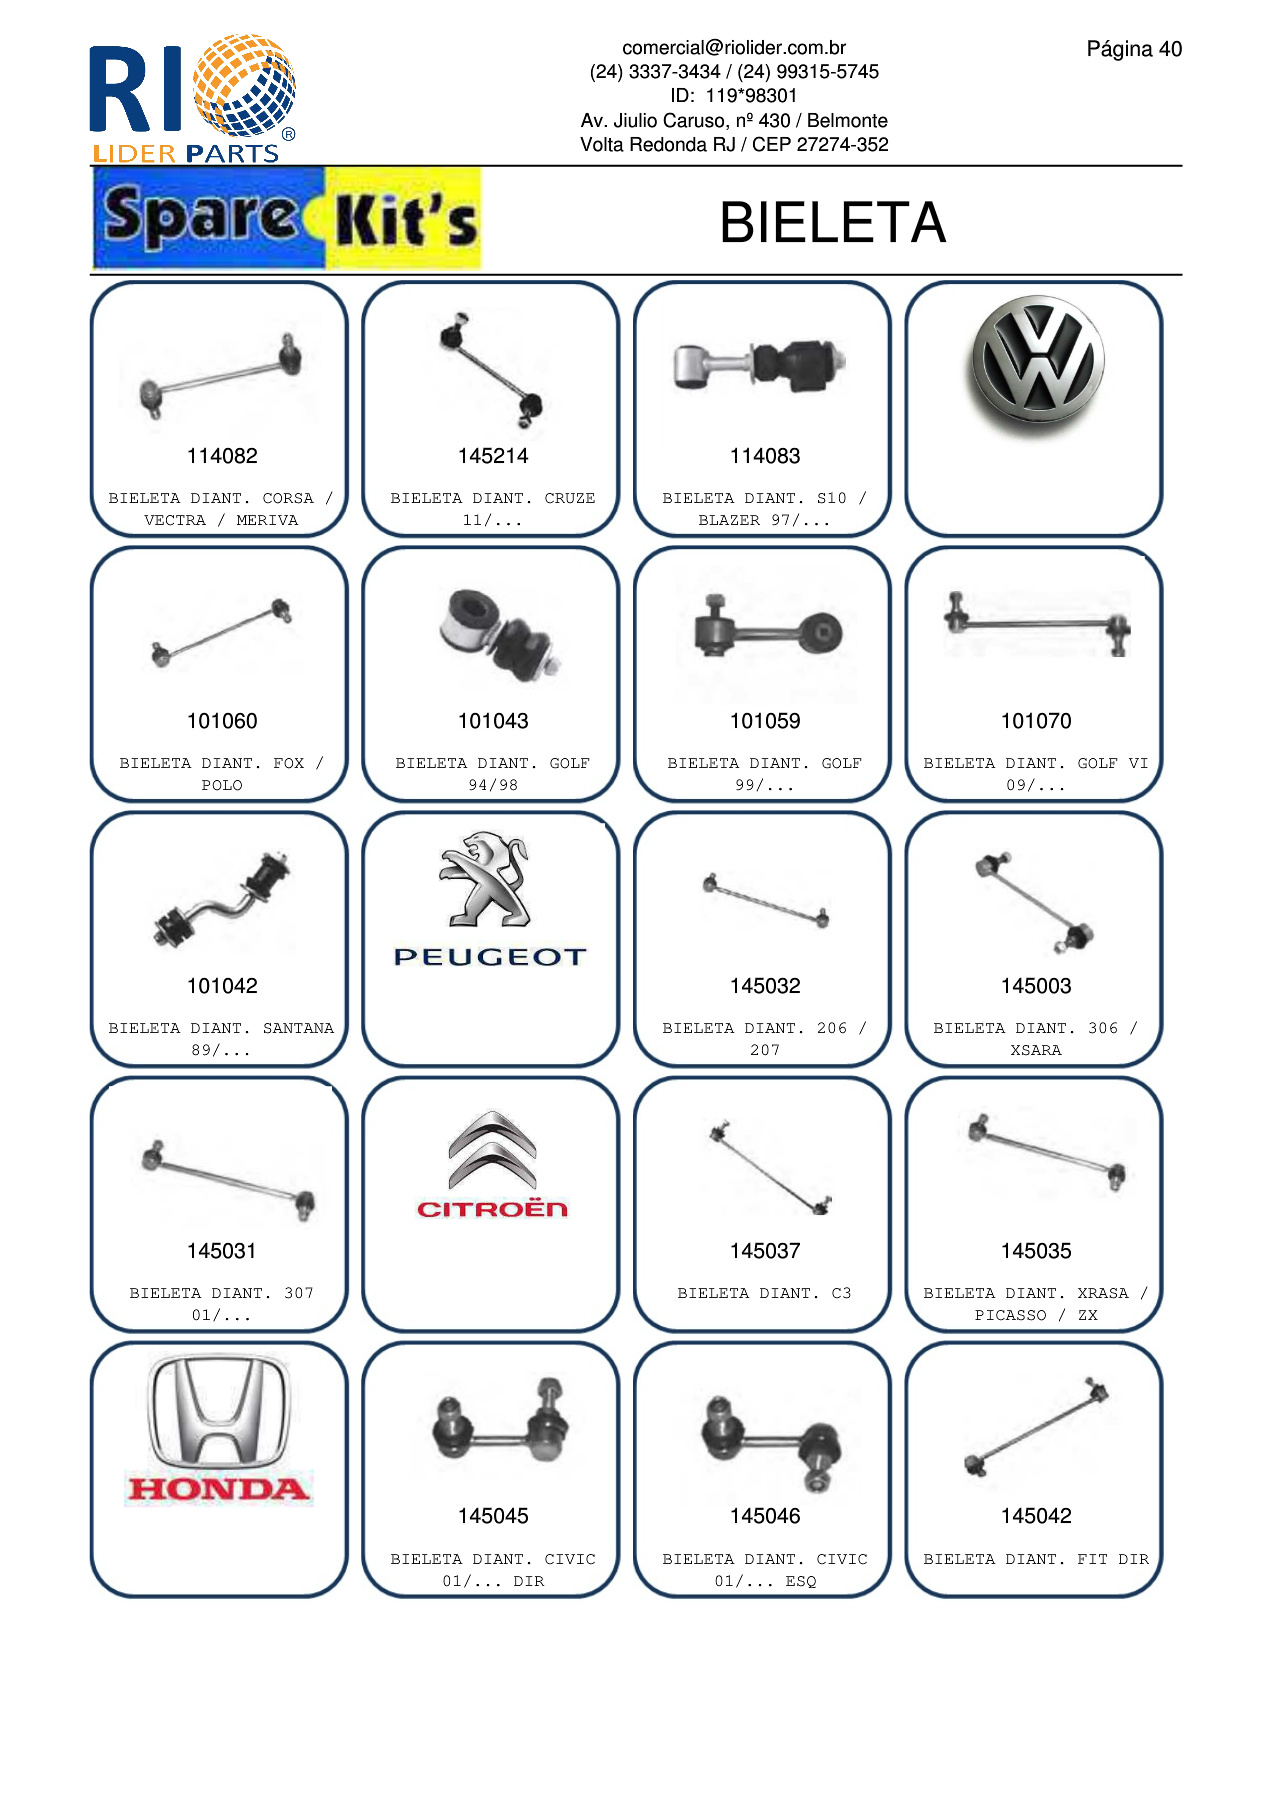 RIO
LIDER PARTS
®
comercial@riolider.com.br
(24) 3337-3434 / (24) 99315-5745
ID:  119*98301
Av. Jiulio Caruso, nº 430 / Belmonte
Volta Redonda RJ / CEP 27274-352
Página 40
Spare Kit's
BIELETA
114082
BIELETA DIANT. CORSA /
VECTRA / MERIVA
145214
BIELETA DIANT. CRUZE
11/...
114083
BIELETA DIANT. S10 /
BLAZER 97/...
101060
BIELETA DIANT. FOX /
POLO
101043
BIELETA DIANT. GOLF
94/98
101059
BIELETA DIANT. GOLF
99/...
101070
BIELETA DIANT. GOLF VI
09/...
101042
BIELETA DIANT. SANTANA
89/...
PEUGEOT
145032
BIELETA DIANT. 206 /
207
145003
BIELETA DIANT. 306 /
XSARA
145031
BIELETA DIANT. 307
01/...
CITROËN
145037
BIELETA DIANT. C3
145035
BIELETA DIANT. XRASA /
PICASSO / ZX
HONDA
145045
BIELETA DIANT. CIVIC
01/... DIR
145046
BIELETA DIANT. CIVIC
01/... ESQ
145042
BIELETA DIANT. FIT DIR